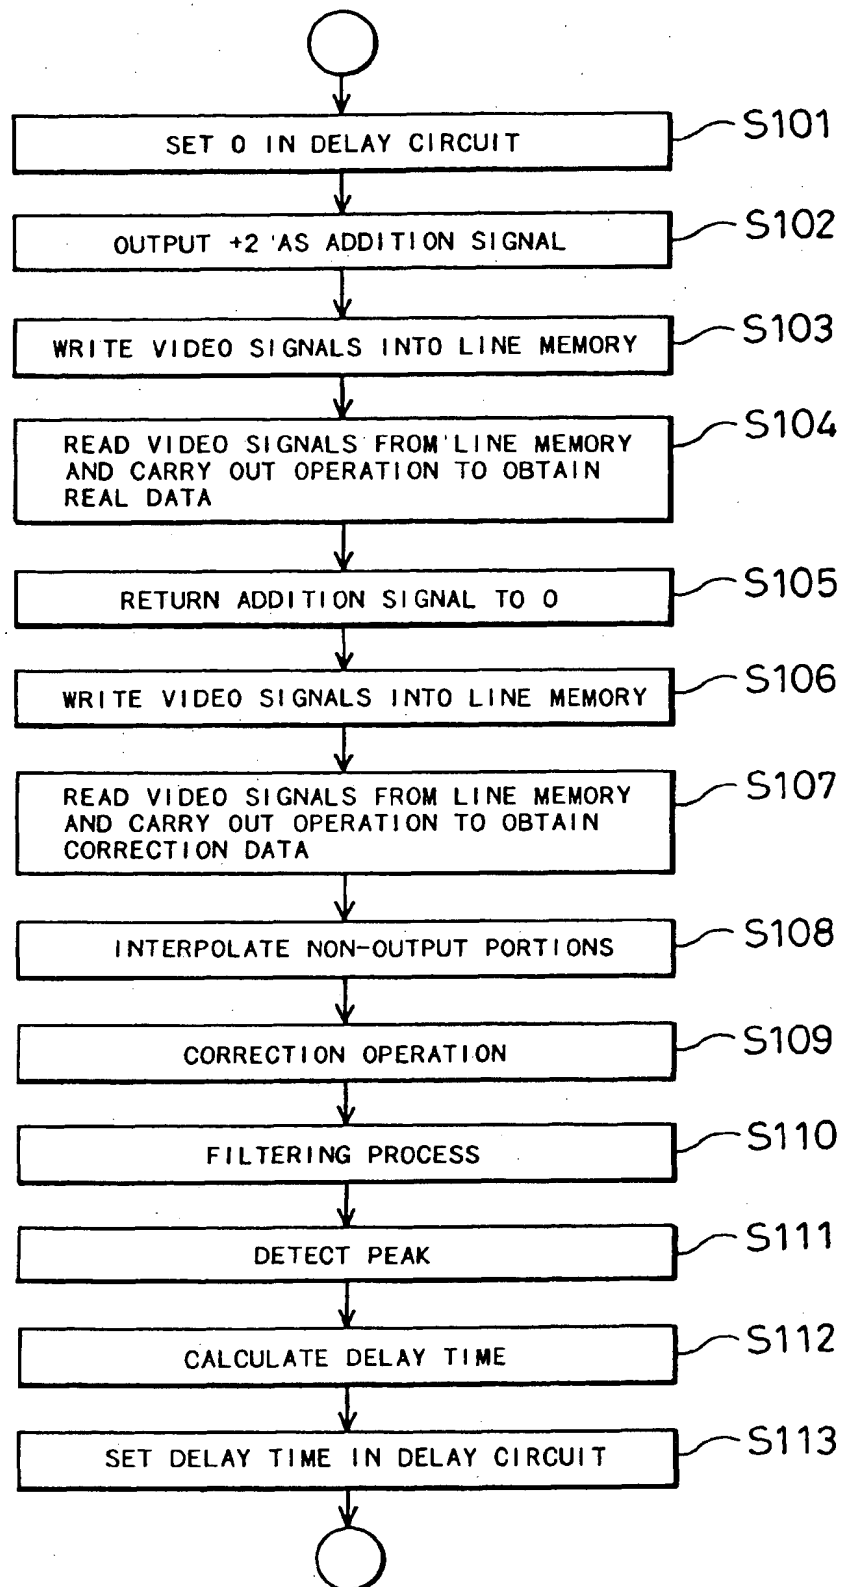 SET 0 IN DELAY CIRCUIT
S101
OUTPUT +2 AS ADDITION SIGNAL
S102
WRITE VIDEO SIGNALS INTO LINE MEMORY
S103
READ VIDEO SIGNALS FROM LINE MEMORY
AND CARRY OUT OPERATION TO OBTAIN
REAL DATA
S104
RETURN ADDITION SIGNAL TO 0
S105
WRITE VIDEO SIGNALS INTO LINE MEMORY
S106
READ VIDEO SIGNALS FROM LINE MEMORY
AND CARRY OUT OPERATION TO OBTAIN
CORRECTION DATA
S107
INTERPOLATE NON-OUTPUT PORTIONS
S108
CORRECTION OPERATION
S109
FILTERING PROCESS
S110
DETECT PEAK
S111
CALCULATE DELAY TIME
S112
SET DELAY TIME IN DELAY CIRCUIT
S113